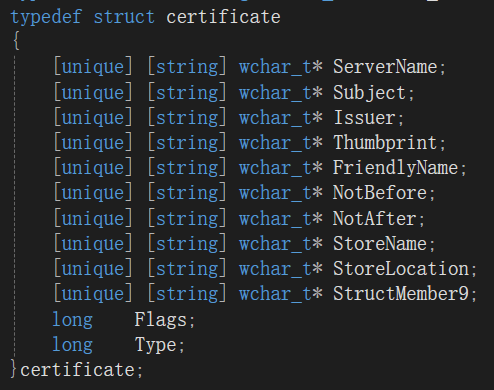 typedef struct certificate
{
[unique] [string] wchar_t* ServerName;
[unique] [string] wchar_t* Subject;
[unique] [string] wchar_t* Issuer;
[unique] [string] wchar_t* Thumbprint;
[unique] [string] wchar_t* FriendlyName;
[unique] [string] wchar_t* NotBefore;
[unique] [string] wchar_t* NotAfter;
[unique] [string] wchar_t* StoreName;
[unique] [string] wchar_t* StoreLocation;
[unique] [string] wchar_t* StructMember9;
long    Flags;
long    Type;
}certificate;